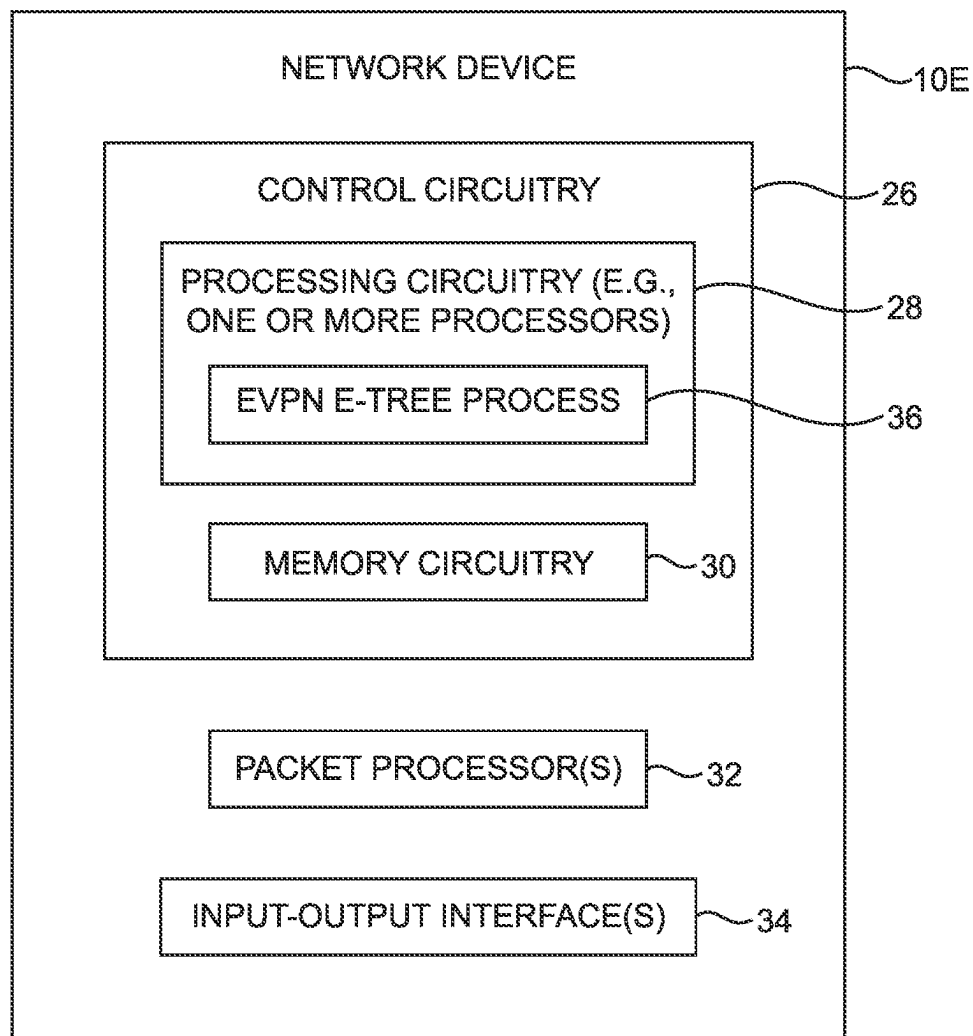 NETWORK DEVICE
10E
CONTROL CIRCUITRY
26
PROCESSING CIRCUITRY (E.G.,
ONE OR MORE PROCESSORS)
28
EVPN E-TREE PROCESS
36
MEMORY CIRCUITRY
30
PACKET PROCESSOR(S)
32
INPUT-OUTPUT INTERFACE(S)
34